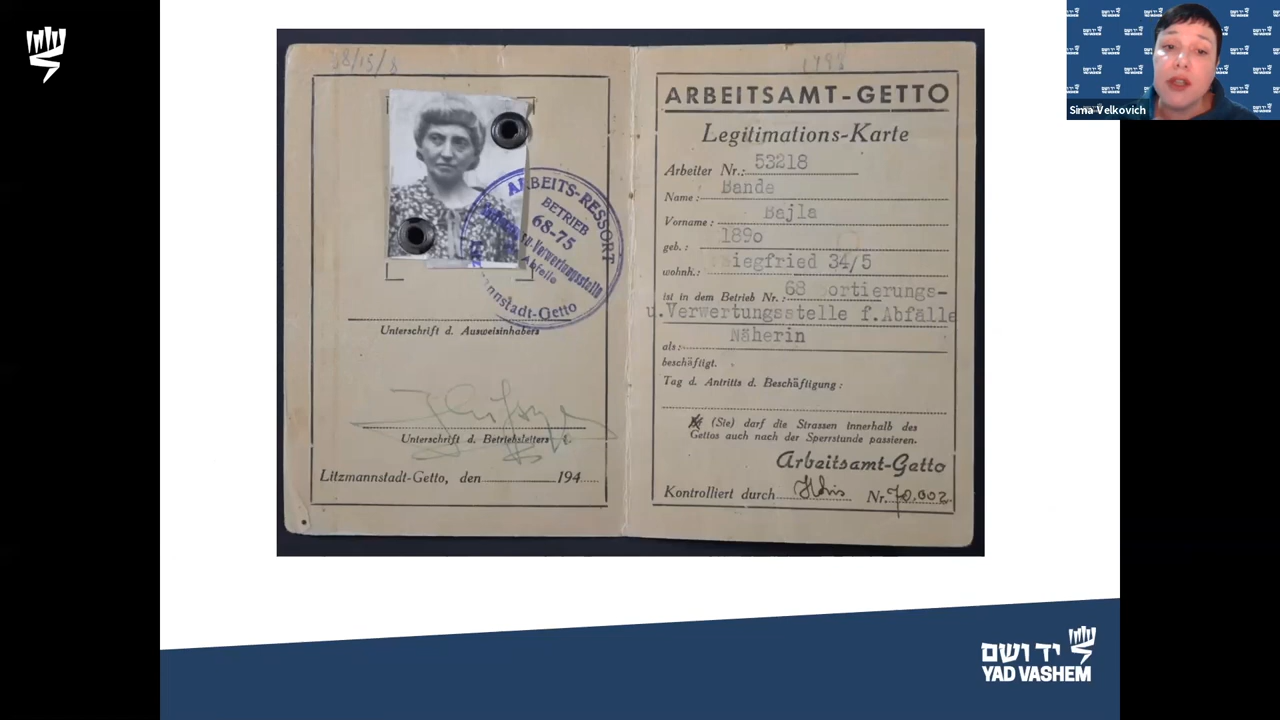 38/15/8
ARBEITS-RESSORT
BETRIEB
68-75
u.Verwertungsstelle
Abfälle
nnstadt-Getto
Unterschrift d. Ausweisinhabers
Unterschrift d. Betriebsleiters
Litzmannstadt-Getto, den 194
1798
ARBEITSAMT-GETTO
Legitimations-Karte
Arbeiter Nr.: 53218
Name: Bande
Vorname: Bajla
geb.: 189o
wohnh.: iegfried 34/5
ist in dem Betrieb Nr.: 68 ortierungs-
u.Verwertungsstelle f.Abfälle
als: Näherin
beschäftigt.
Tag d. Antritts d. Beschäftigung:
(Sie) darf die Strassen innerhalb des
Gettos auch nach der Sperrstunde passieren.
Arbeitsamt-Getto
Kontrolliert durch Nr. 70.002
Sima Velkovich
יד ושם
YAD VASHEM